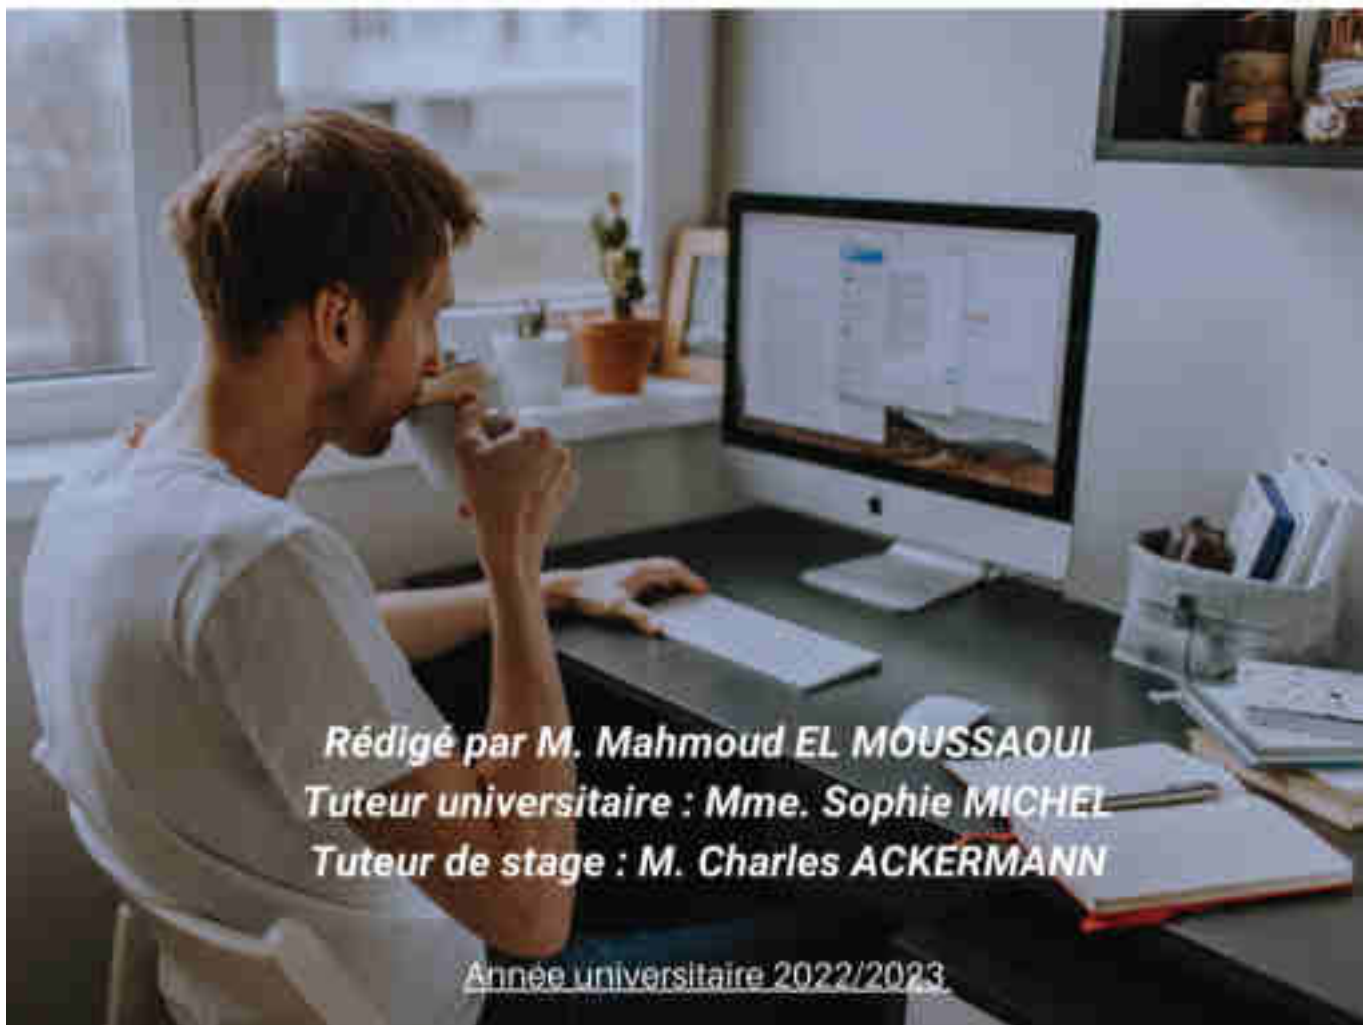 Rédigé par M. Mahmoud EL MOUSSAOUI
Tuteur universitaire : Mme. Sophie MICHEL
Tuteur de stage : M. Charles ACKERMANN
Année universitaire 2022/2023